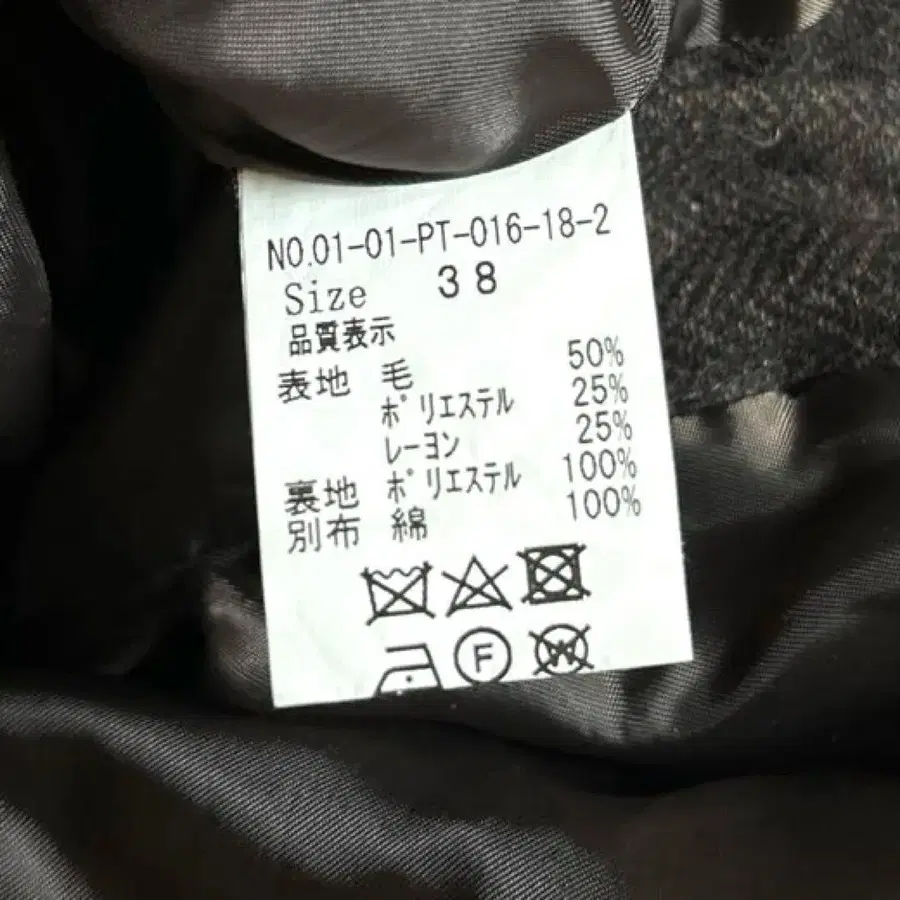 NO.01-01-PT-016-18-2
Size 38
品質表示
表地 毛 50%
ポリエステル 25%
レーヨン 25%
裏地 ポリエステル 100%
別布 綿 100%
F
W